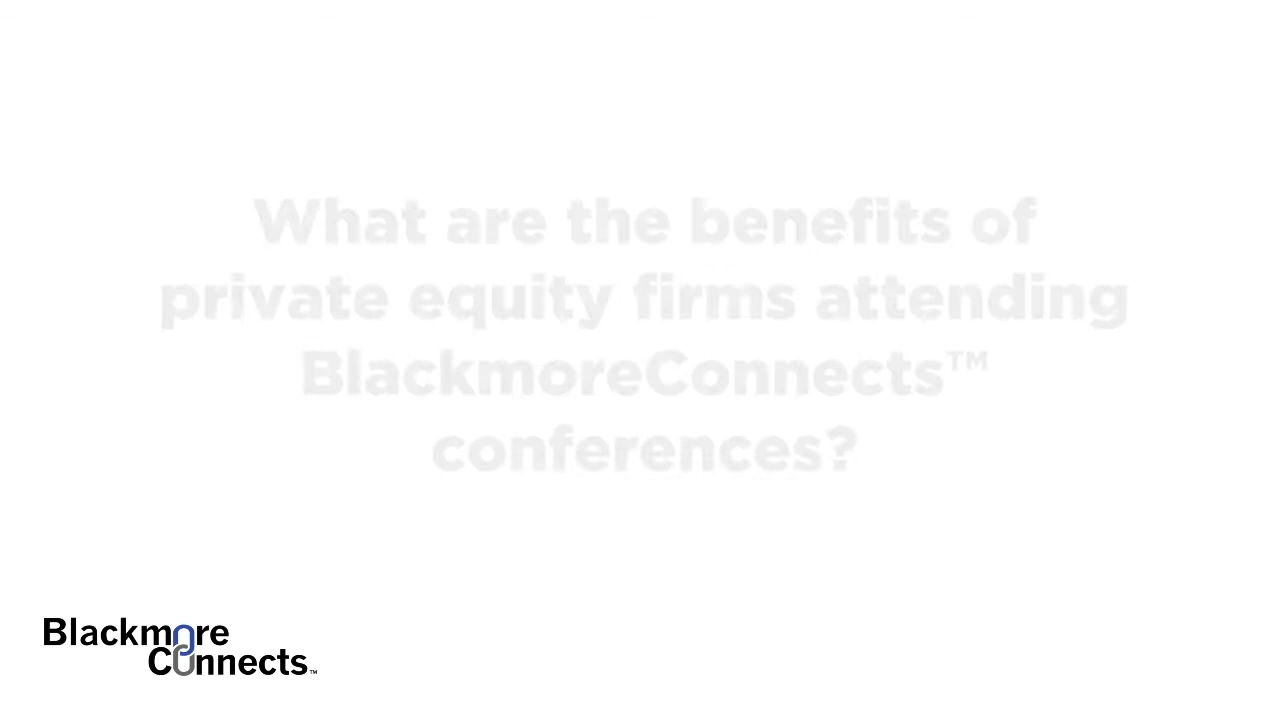 What are the benefits of
private equity firms attending
BlackmoreConnects™
conferences?
Blackmore
Connects™